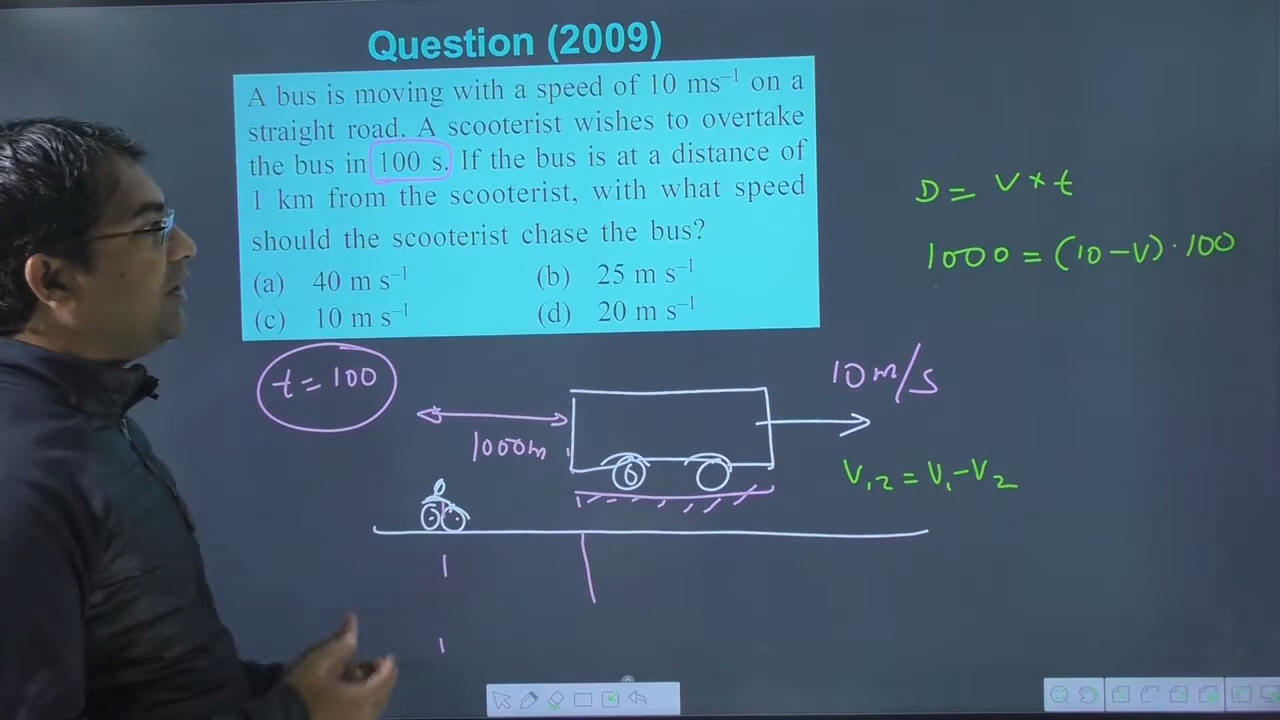 Question (2009)
A bus is moving with a speed of 10 ms⁻¹ on a
straight road. A scooterist wishes to overtake
the bus in 100 s. If the bus is at a distance of
1 km from the scooterist, with what speed
should the scooterist chase the bus?
(a) 40 m s⁻¹ (b) 25 m s⁻¹
(c) 10 m s⁻¹ (d) 20 m s⁻¹
D = V × t
1000 = (10 - V) · 100
t = 100
1000m
10 m/s
V₁₂ = V₁ - V₂